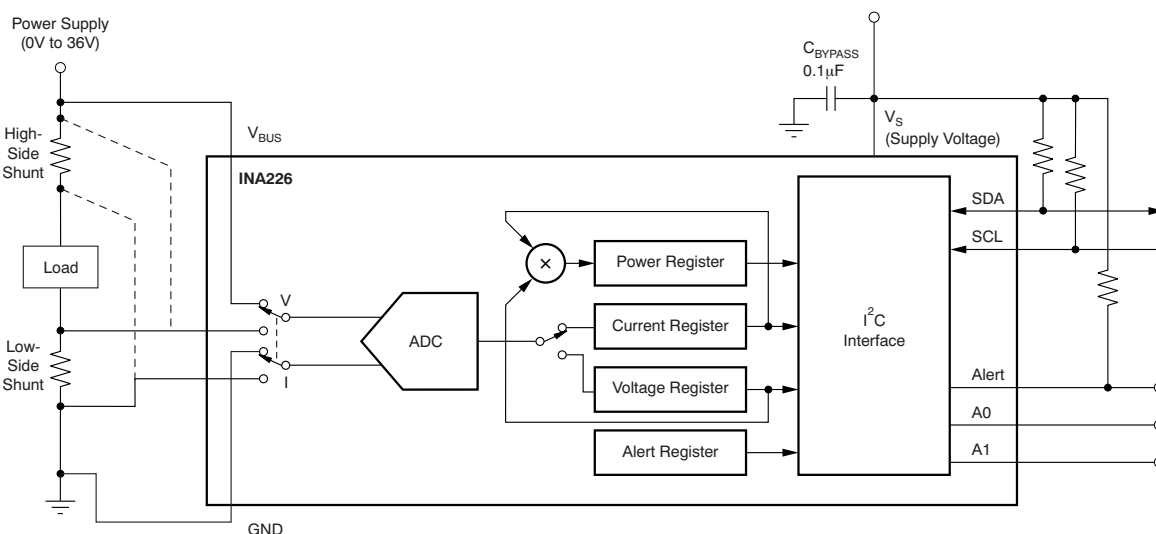 Power Supply
(0V to 36V)
C_BYPASS
0.1µF
High-
Side
Shunt
V_BUS
V_S
(Supply Voltage)
INA226
SDA
SCL
Load
V
I
ADC
×
Power Register
Current Register
Voltage Register
Alert Register
I²C
Interface
Low-
Side
Shunt
Alert
A0
A1
GND